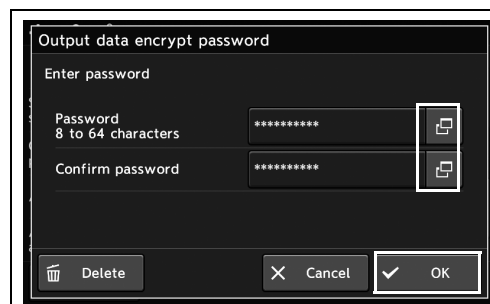 Output data encrypt password
Enter password
Password
8 to 64 characters
**********
Confirm password
**********
Delete
Cancel
OK